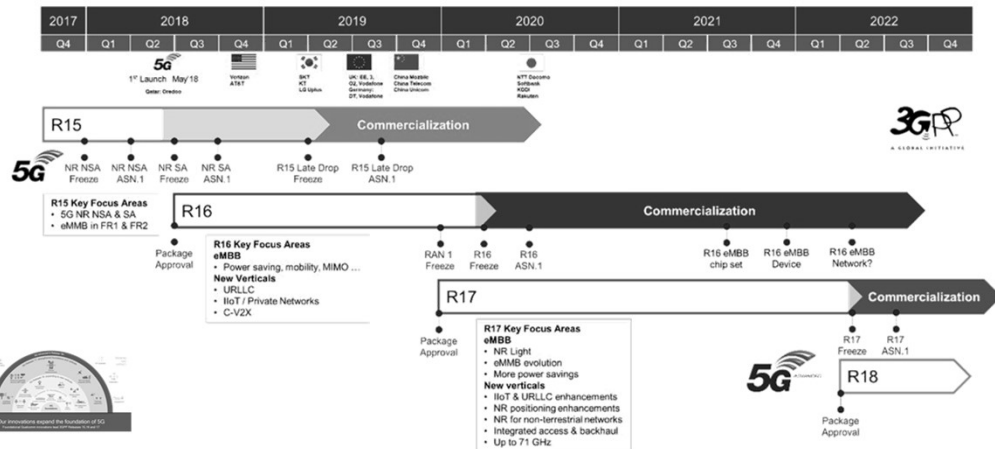 2017 2018 2019 2020 2021 2022
Q4 Q1 Q2 Q3 Q4 Q1 Q2 Q3 Q4 Q1 Q2 Q3 Q4 Q1 Q2 Q3 Q4 Q1 Q2 Q3 Q4
5G
1st Launch May'18
Qatar: Oredoo
Verizon
AT&T
SKT
KT
LG Uplus
UK: EE, 3,
O2, Vodafone
Germany:
DT, Vodafone
China Mobile
China Telecom
China Unicom
NTT Docomo
Softbank
KDDI
Rakuten
R15
Commercialization
3GPP
A GLOBAL INITIATIVE
5G
NR NSA
Freeze
NR NSA
ASN.1
NR SA
Freeze
NR SA
ASN.1
R15 Late Drop
Freeze
R15 Late Drop
ASN.1
R15 Key Focus Areas
• 5G NR NSA & SA
• eMMB in FR1 & FR2
R16
Commercialization
Package
Approval
RAN 1
Freeze
R16
Freeze
R16
ASN.1
R16 eMBB
chip set
R16 eMBB
Device
R16 eMBB
Network?
R16 Key Focus Areas
eMBB
• Power saving, mobility, MIMO ...
New Verticals
• URLLC
• IIoT / Private Networks
• C-V2X
R17
Commercialization
Package
Approval
R17
Freeze
R17
ASN.1
R17 Key Focus Areas
eMBB
• NR Light
• eMMB evolution
• More power savings
New verticals
• IIoT & URLLC enhancements
• NR positioning enhancements
• NR for non-terrestrial networks
• Integrated access & backhaul
• Up to 71 GHz
5G
R18
Package
Approval
Our innovations expand the foundation of 5G